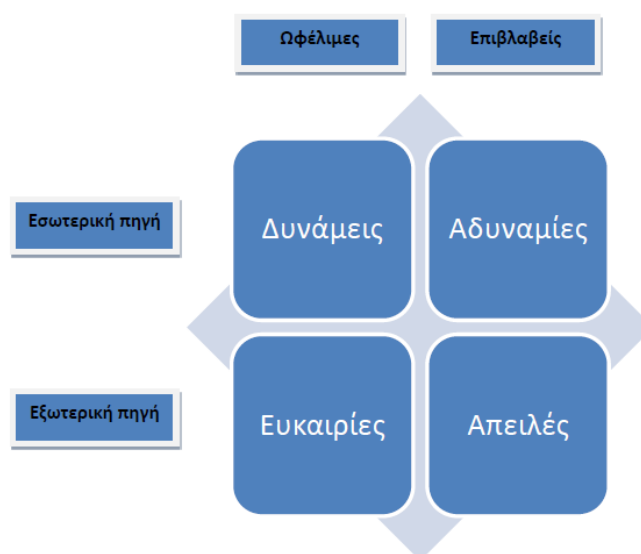 Ωφέλιμες
Επιβλαβείς
Εσωτερική πηγή
Δυνάμεις
Αδυναμίες
Εξωτερική πηγή
Ευκαιρίες
Απειλές